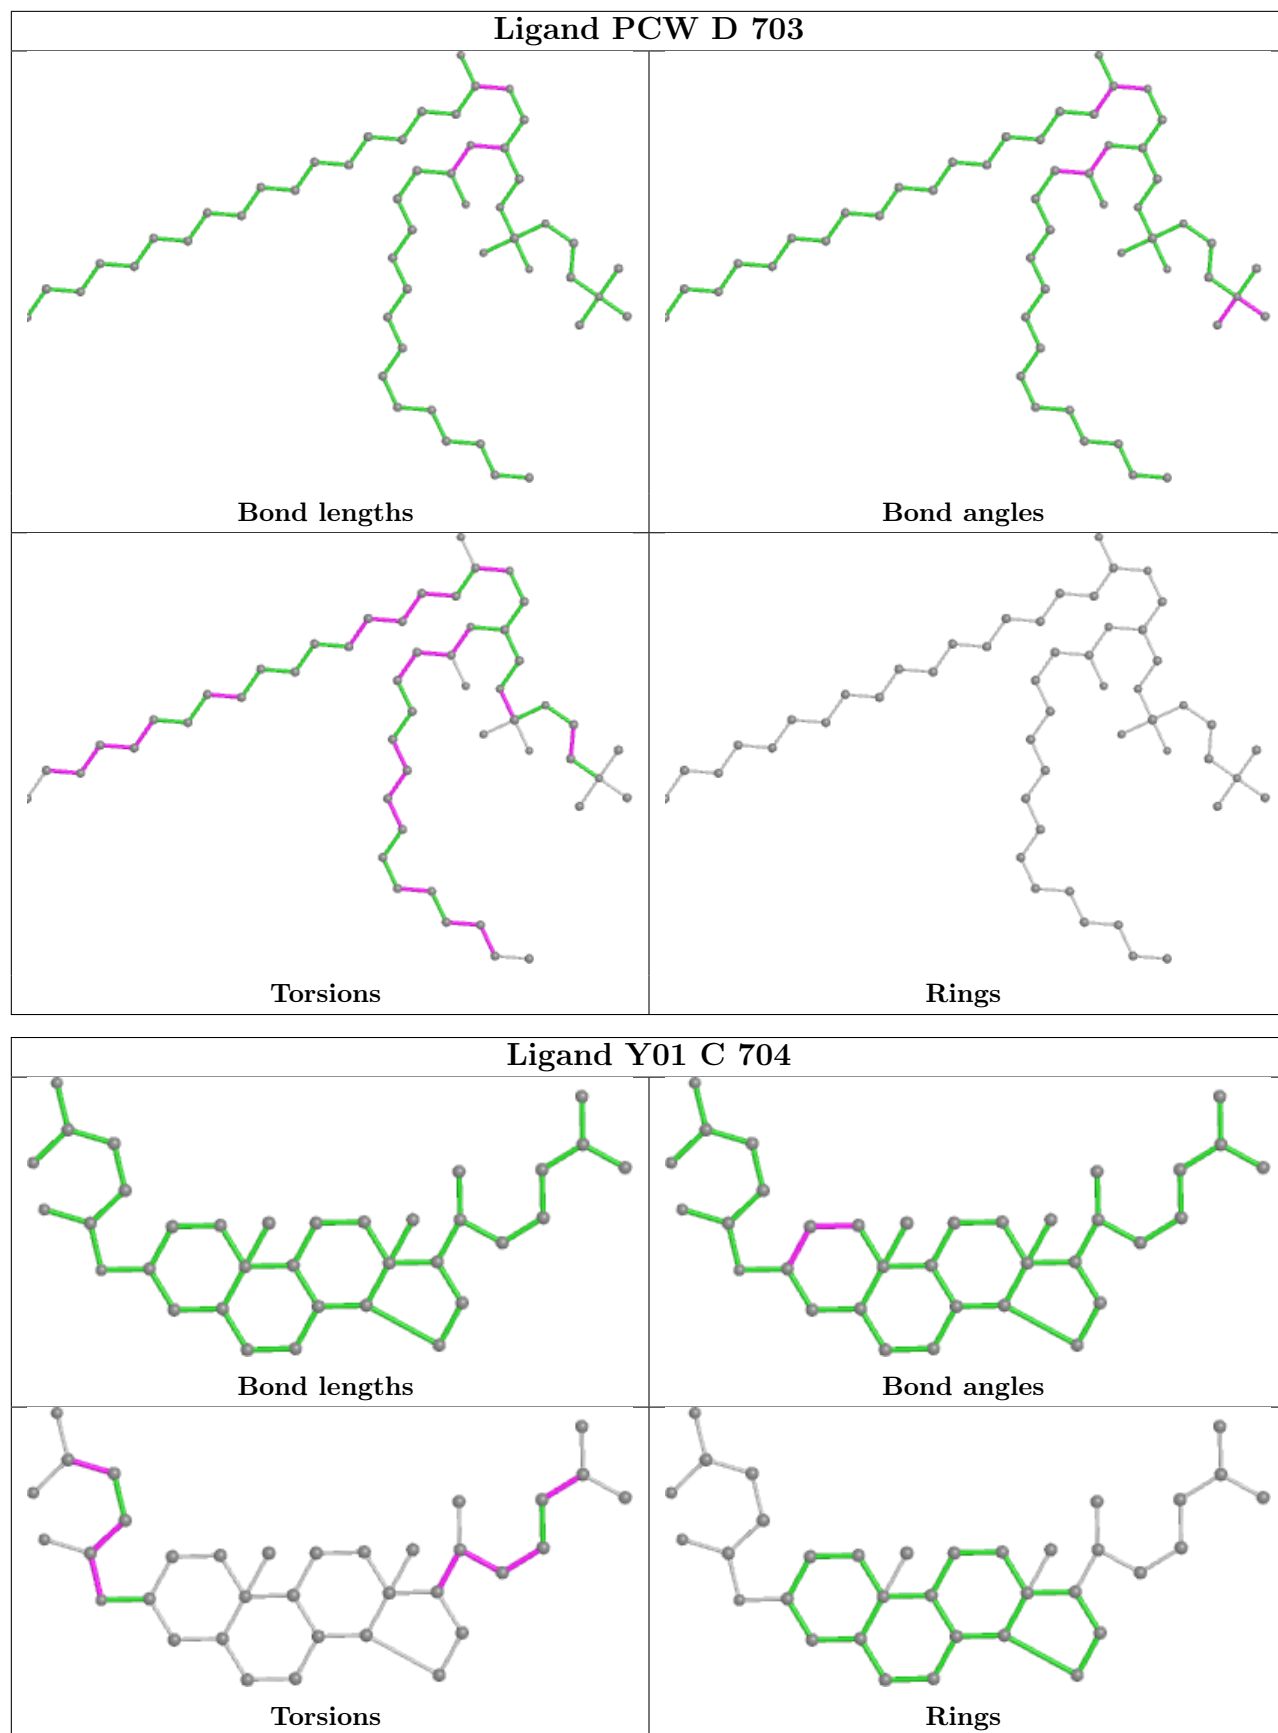 Ligand PCW D 703
Bond lengths
Bond angles
Torsions
Rings
Ligand Y01 C 704
Bond lengths
Bond angles
Torsions
Rings